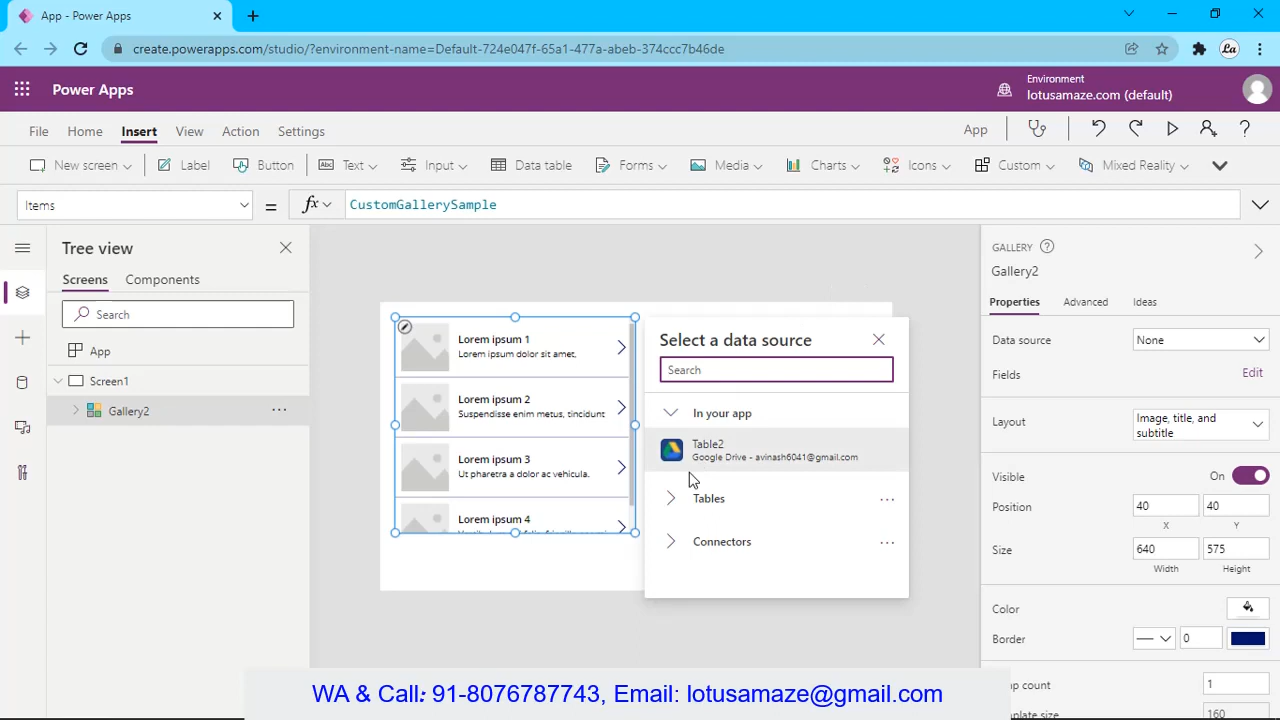 App - Power Apps
create.powerapps.com/studio/?environment-name=Default-724e047f-65a1-477a-abeb-374ccc7b46de
La
Power Apps
Environment
lotusamaze.com (default)
File Home Insert View Action Settings
App
New screen Label Button Text Input Data table Forms Media Charts Icons Custom Mixed Reality
Abc
Items = fx CustomGallerySample
Tree view
Screens Components
Search
App
Screen1
Gallery2
Lorem ipsum 1
Lorem ipsum dolor sit amet,
Lorem ipsum 2
Suspendisse enim metus, tincidunt
Lorem ipsum 3
Ut pharetra a dolor ac vehicula.
Lorem ipsum 4
Select a data source
Search
In your app
Table2
Google Drive - avinash6041@gmail.com
Tables
Connectors
GALLERY
Gallery2
Properties Advanced Ideas
Data source None
Fields Edit
Layout Image, title, and subtitle
Visible On
Position 40 40
X Y
Size 640 575
Width Height
Color
Border 0
1
160
WA & Call: 91-8076787743, Email: lotusamaze@gmail.com